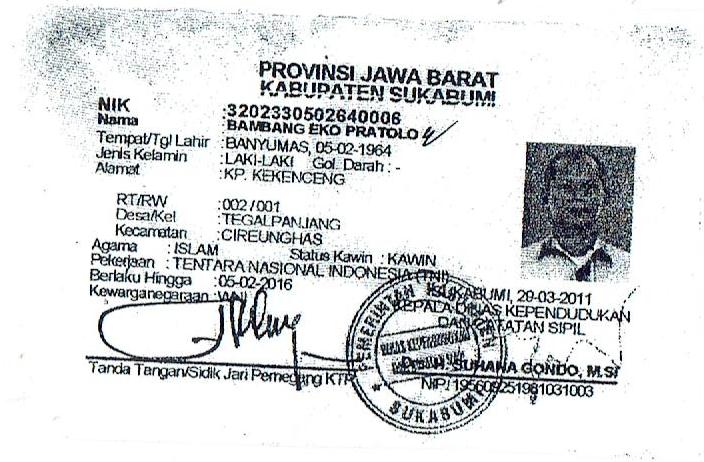 PROVINSI JAWA BARAT
KABUPATEN SUKABUMI
NIK :3202330502640006
Nama :BAMBANG EKO PRATOLO
Tempat/Tgl Lahir :BANYUMAS, 05-02-1964
Jenis Kelamin :LAKI-LAKI Gol. Darah : -
Alamat :KP. KEKENCENG
RT/RW :002 / 001
Desa/Kel :TEGALPANJANG
Kecamatan :CIREUNGHAS
Agama : ISLAM Status Kawin : KAWIN
Pekerjaan : TENTARA NASIONAL INDONESIA (TNI)
Berlaku Hingga :05-02-2016
Kewarganegaraan :WNI
SUKABUMI, 29-03-2011
KEPALA DINAS KEPENDUDUKAN
DAN CATATAN SIPIL
PEMERINTAH
SUKABUMI
SUHANA GONDO, M.Si
NIP/195609251981031003
Tanda Tangan/Sidik Jari Pemegang KTP